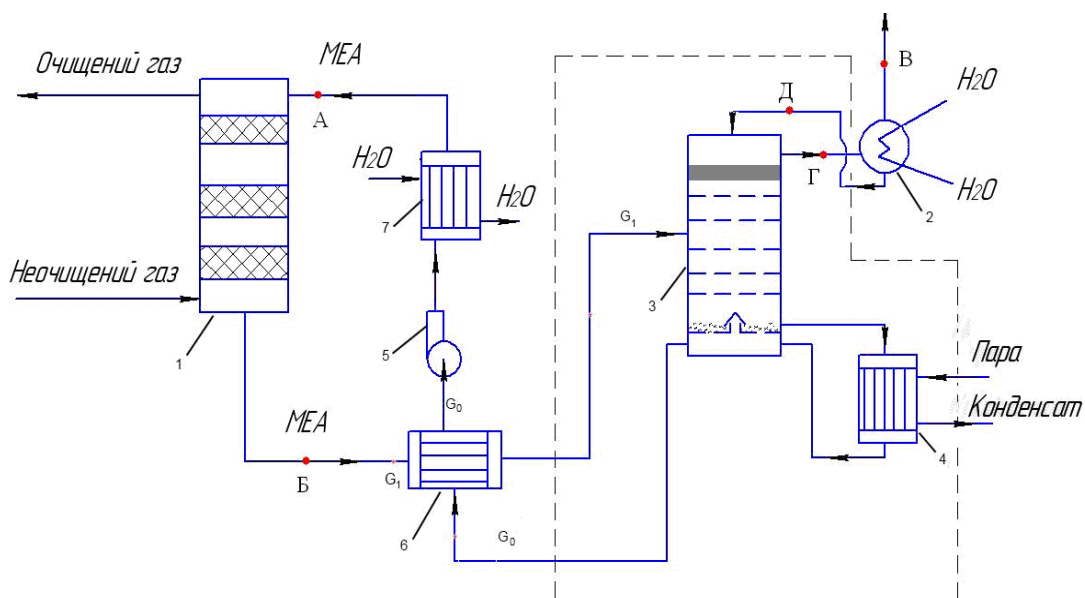 МЕА
Очищений газ
А
В
Н2О
Д
Н2О
7
Н2О
Г
Н2О
2
G1
Неочищений газ
3
1
5
Пара
G0
Конденсат
МЕА
4
Б
G1
6
G0